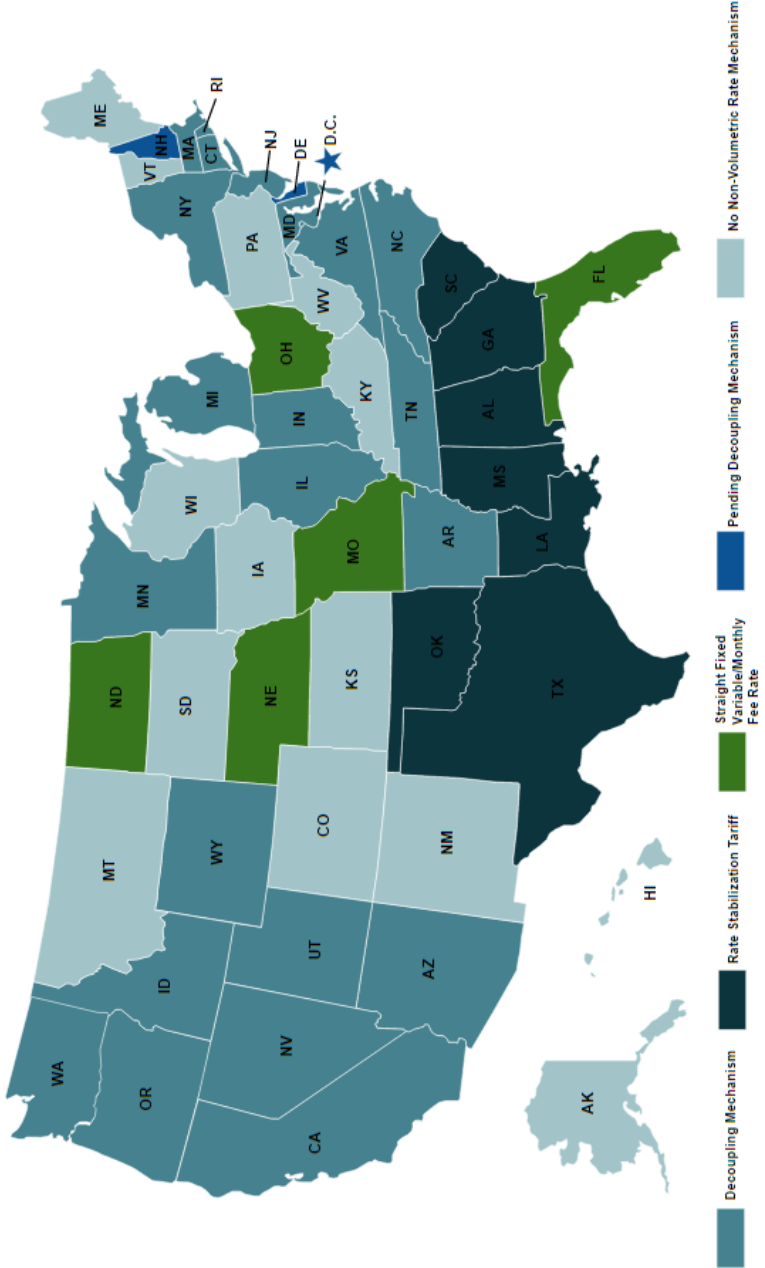 WA
OR
CA
ID
NV
MT
WY
UT
AZ
CO
NM
ND
SD
NE
KS
OK
TX
MN
IA
MO
AR
LA
WI
IL
MI
IN
OH
KY
TN
MS
AL
GA
SC
NC
FL
WV
VA
PA
NY
MD
VT
NH
ME
MA
CT
RI
NJ
DE
D.C.
AK
HI
Decoupling Mechanism
Rate Stabilization Tariff
Straight Fixed
Variable/Monthly
Fee Rate
Pending Decoupling Mechanism
No Non-Volumetric Rate Mechanism